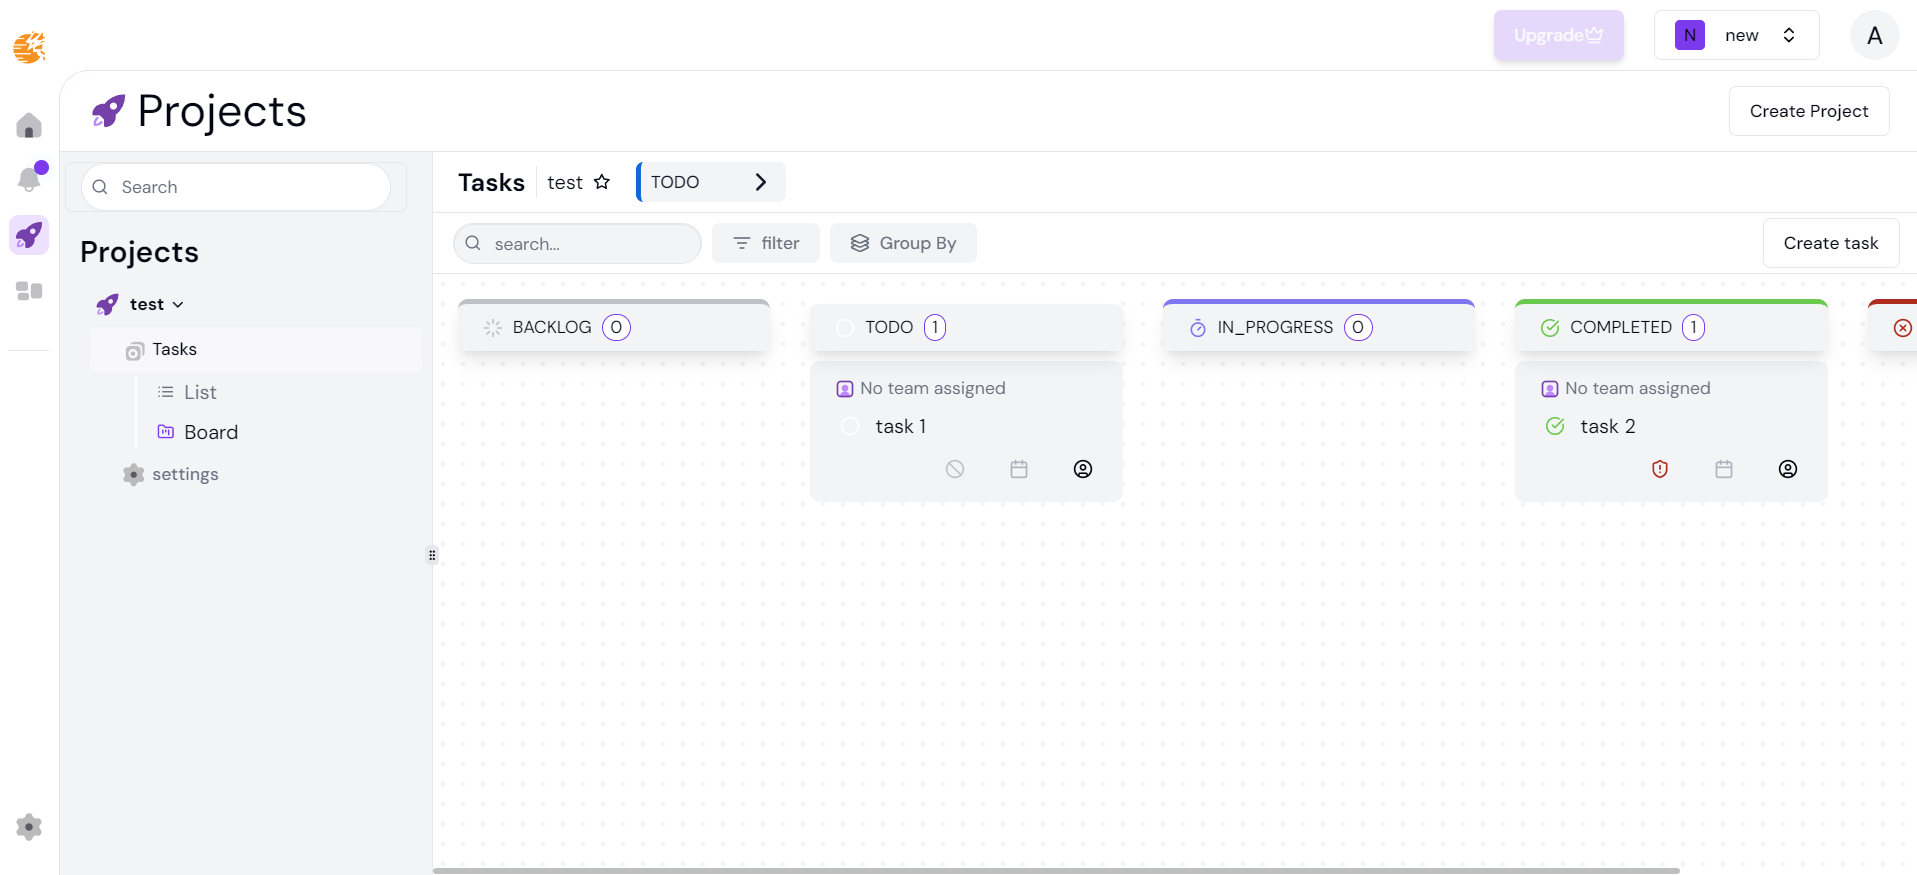 Upgrade
N new
A
Projects
Create Project
Search
Tasks test TODO
search...
filter
Group By
Create task
Projects
test
Tasks
List
Board
settings
BACKLOG 0
TODO 1
IN_PROGRESS 0
COMPLETED 1
No team assigned
task 1
No team assigned
task 2